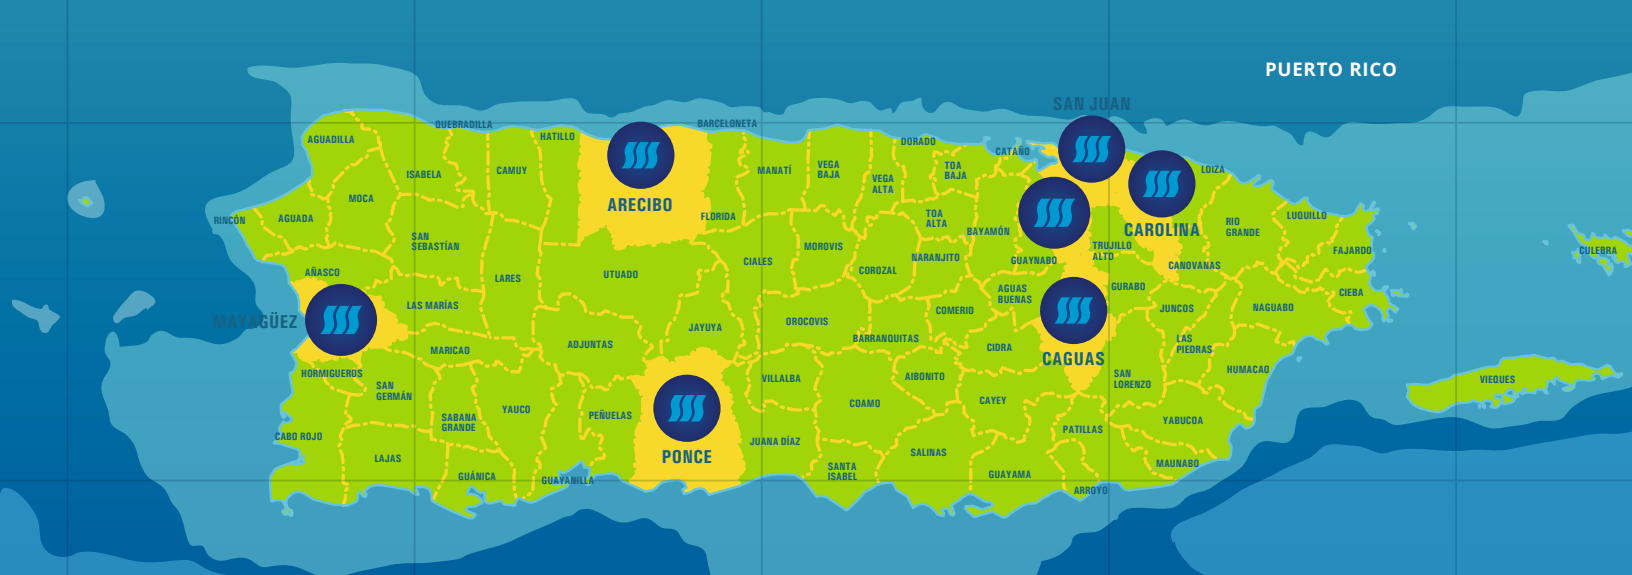 PUERTO RICO
SAN JUAN
QUEBRADILLA
BARCELONETA
AGUADILLA
HATILLO
DORADO
CATAÑO
ISABELA
CAMUY
MANATÍ
VEGA
BAJA
VEGA
ALTA
TOA
BAJA
LOIZA
MOCA
ARECIBO
RINCÓN
AGUADA
FLORIDA
TOA
ALTA
BAYAMÓN
CAROLINA
RIO
GRANDE
LUQUILLO
SAN
SEBASTÍAN
MOROVIS
TRUJILLO
ALTO
FAJARDO
CULEBRA
AÑASCO
LARES
UTUADO
CIALES
COROZAL
NARANJITO
GUAYNABO
CANOVANAS
LAS MARÍAS
AGUAS
BUENAS
GURABO
CIEBA
MAYAGÜEZ
JAYUYA
OROCOVIS
COMERIO
JUNCOS
NAGUABO
MARICAO
ADJUNTAS
BARRANQUITAS
CIDRA
CAGUAS
LAS
PIEDRAS
HORMIGUEROS
SAN
GERMÁN
VILLALBA
AIBONITO
SAN
LORENZO
HUMACAO
VIEQUES
SABANA
GRANDE
YAUCO
PEÑUELAS
COAMO
CAYEY
PATILLAS
YABUCOA
CABO ROJO
PONCE
JUANA DÍAZ
LAJAS
SALINAS
MAUNABO
GUÁNICA
GUAYANILLA
SANTA
ISABEL
GUAYAMA
ARROYO